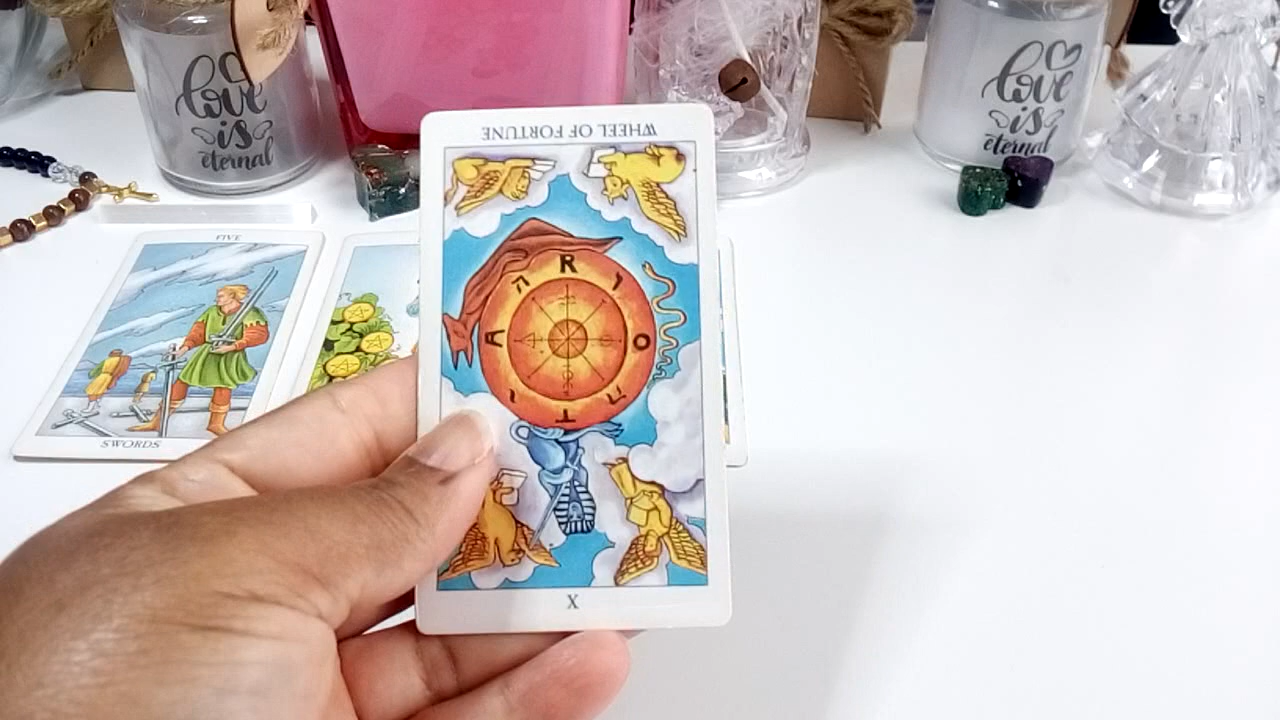 love
is
eternal
love
is
eternal
WHEEL OF FORTUNE
R
O
T
A
ה
י
ה
ו
X
FIVE
SWORDS